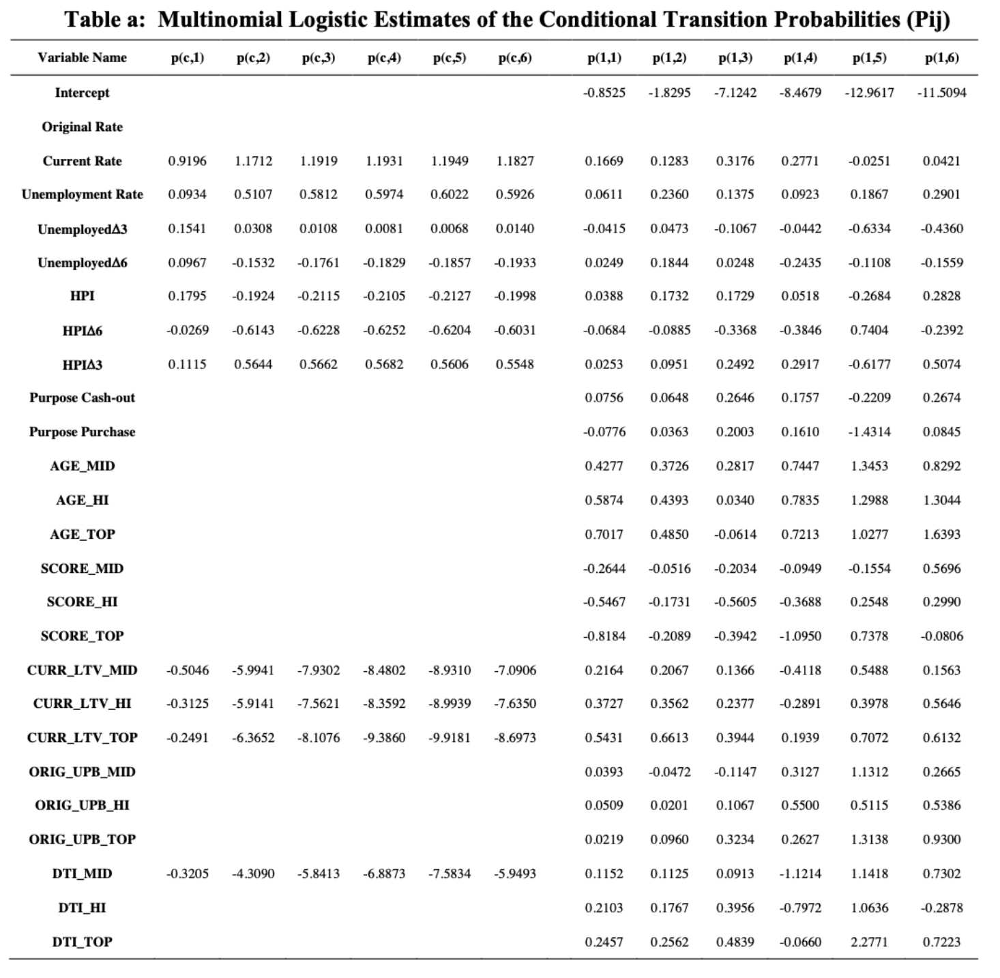 Table a: Multinomial Logistic Estimates of the Conditional Transition Probabilities (Pij)
Variable Name p(c,1) p(c,2) p(c,3) p(c,4) p(c,5) p(c,6) p(1,1) p(1,2) p(1,3) p(1,4) p(1,5) p(1,6)
Intercept -0.8525 -1.8295 -7.1242 -8.4679 -12.9617 -11.5094
Original Rate
Current Rate 0.9196 1.1712 1.1919 1.1931 1.1949 1.1827 0.1669 0.1283 0.3176 0.2771 -0.0251 0.0421
Unemployment Rate 0.0934 0.5107 0.5812 0.5974 0.6022 0.5926 0.0611 0.2360 0.1375 0.0923 0.1867 0.2901
UnemployedΔ3 0.1541 0.0308 0.0108 0.0081 0.0068 0.0140 -0.0415 0.0473 -0.1067 -0.0442 -0.6334 -0.4360
UnemployedΔ6 0.0967 -0.1532 -0.1761 -0.1829 -0.1857 -0.1933 0.0249 0.1844 0.0248 -0.2435 -0.1108 -0.1559
HPI 0.1795 -0.1924 -0.2115 -0.2105 -0.2127 -0.1998 0.0388 0.1732 0.1729 0.0518 -0.2684 0.2828
HPIΔ6 -0.0269 -0.6143 -0.6228 -0.6252 -0.6204 -0.6031 -0.0684 -0.0885 -0.3368 -0.3846 0.7404 -0.2392
HPIΔ3 0.1115 0.5644 0.5662 0.5682 0.5606 0.5548 0.0253 0.0951 0.2492 0.2917 -0.6177 0.5074
Purpose Cash-out 0.0756 0.0648 0.2646 0.1757 -0.2209 0.2674
Purpose Purchase -0.0776 0.0363 0.2003 0.1610 -1.4314 0.0845
AGE_MID 0.4277 0.3726 0.2817 0.7447 1.3453 0.8292
AGE_HI 0.5874 0.4393 0.0340 0.7835 1.2988 1.3044
AGE_TOP 0.7017 0.4850 -0.0614 0.7213 1.0277 1.6393
SCORE_MID -0.2644 -0.0516 -0.2034 -0.0949 -0.1554 0.5696
SCORE_HI -0.5467 -0.1731 -0.5605 -0.3688 0.2548 0.2990
SCORE_TOP -0.8184 -0.2089 -0.3942 -1.0950 0.7378 -0.0806
CURR_LTV_MID -0.5046 -5.9941 -7.9302 -8.4802 -8.9310 -7.0906 0.2164 0.2067 0.1366 -0.4118 0.5488 0.1563
CURR_LTV_HI -0.3125 -5.9141 -7.5621 -8.3592 -8.9939 -7.6350 0.3727 0.3562 0.2377 -0.2891 0.3978 0.5646
CURR_LTV_TOP -0.2491 -6.3652 -8.1076 -9.3860 -9.9181 -8.6973 0.5431 0.6613 0.3944 0.1939 0.7072 0.6132
ORIG_UPB_MID 0.0393 -0.0472 -0.1147 0.3127 1.1312 0.2665
ORIG_UPB_HI 0.0509 0.0201 0.1067 0.5500 0.5115 0.5386
ORIG_UPB_TOP 0.0219 0.0960 0.3234 0.2627 1.3138 0.9300
DTI_MID -0.3205 -4.3090 -5.8413 -6.8873 -7.5834 -5.9493 0.1152 0.1125 0.0913 -1.1214 1.1418 0.7302
DTI_HI 0.2103 0.1767 0.3956 -0.7972 1.0636 -0.2878
DTI_TOP 0.2457 0.2562 0.4839 -0.0660 2.2771 0.7223